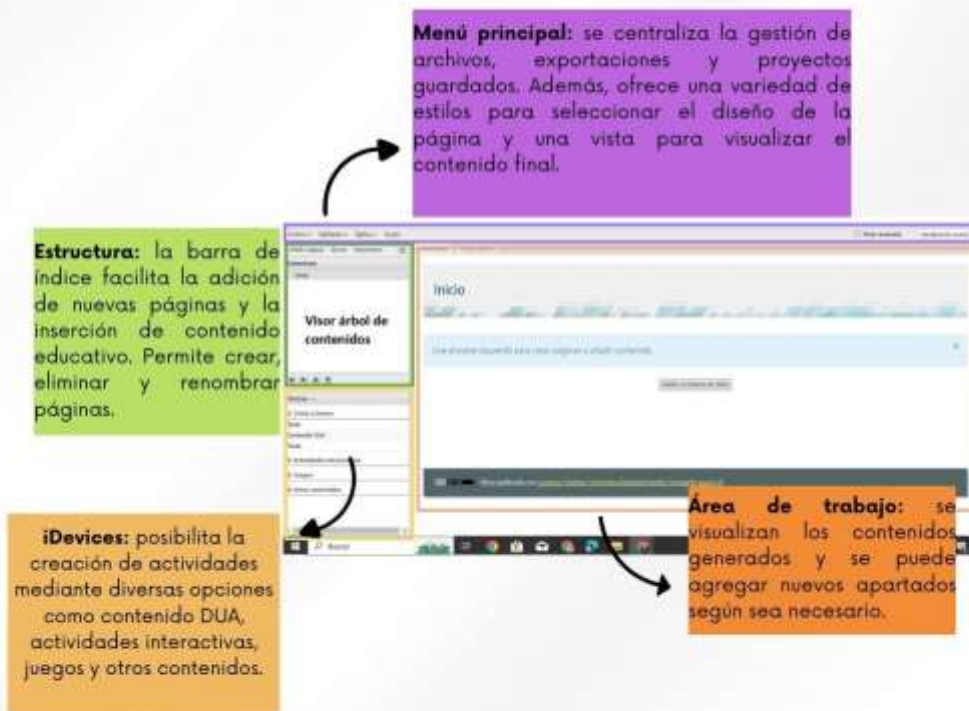 Menú principal: se centraliza la gestión de
archivos, exportaciones y proyectos
guardados. Además, ofrece una variedad de
estilos para seleccionar el diseño de la
página y una vista para visualizar el
contenido final.
Estructura: la barra de
índice facilita la adición
de nuevas páginas y la
inserción de contenido
educativo. Permite crear,
eliminar y renombrar
páginas.
Visor árbol de
contenidos
Inicio
iDevices: posibilita la
creación de actividades
mediante diversas opciones
como contenido DUA,
actividades interactivas,
juegos y otros contenidos.
Buscar
Área de trabajo: se
visualizan los contenidos
generados y se puede
agregar nuevos apartados
según sea necesario.